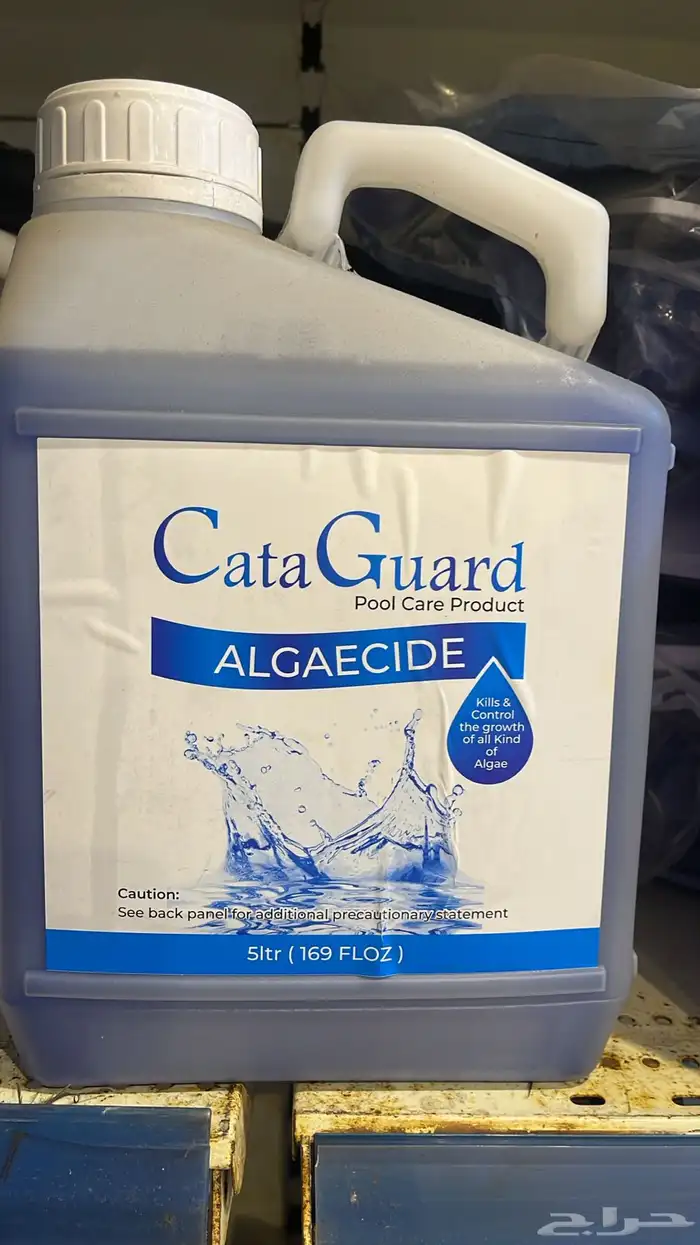 CataGuard
Pool Care Product
ALGAECIDE
Kills &
Control
the growth
of all Kind
of
Algae
Caution:
See back panel for additional precautionary statement
5ltr ( 169 FLOZ )
حراج